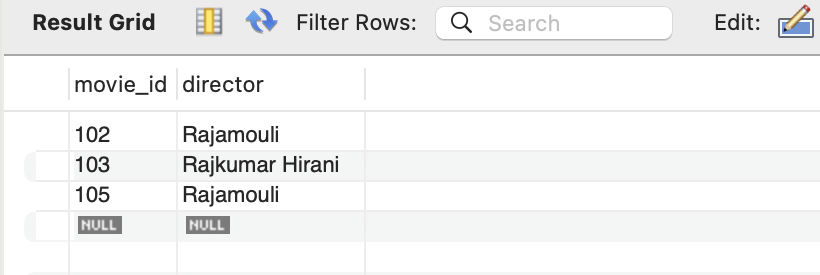 Result Grid Filter Rows: Search Edit:
movie_id director
102 Rajamouli
103 Rajkumar Hirani
105 Rajamouli
NULL NULL